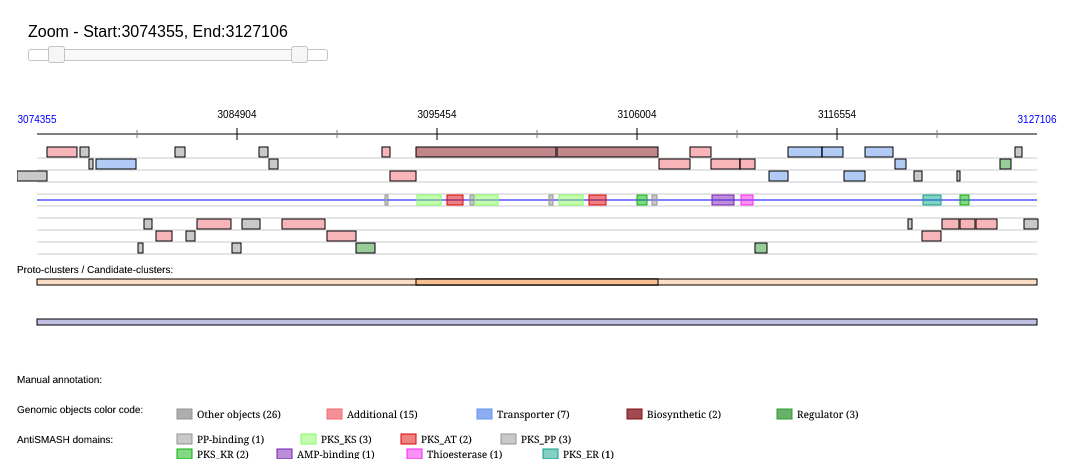 Zoom - Start:3074355, End:3127106
3074355 3084904 3095454 3106004 3116554 3127106
Proto-clusters / Candidate-clusters:
Manual annotation:
Genomic objects color code: Other objects (26) Additional (15) Transporter (7) Biosynthetic (2) Regulator (3)
AntiSMASH domains: PP-binding (1) PKS_KS (3) PKS_AT (2) PKS_PP (3)
PKS_KR (2) AMP-binding (1) Thioesterase (1) PKS_ER (1)